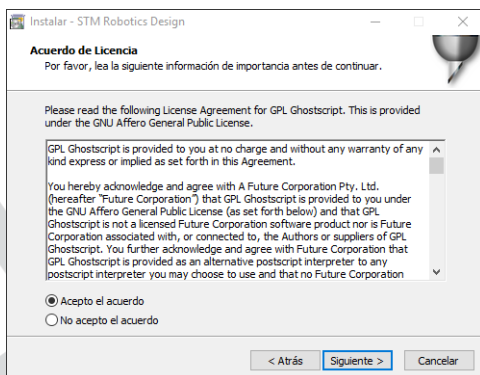 Instalar - STM Robotics Design
Acuerdo de Licencia
Por favor, lea la siguiente información de importancia antes de continuar.
Please read the following License Agreement for GPL Ghostscript. This is provided
under the GNU Affero General Public License.
GPL Ghostscript is provided to you at no charge and without any warranty of any
kind express or implied as set forth in this Agreement.
You hereby acknowledge and agree with A Future Corporation Pty. Ltd.
(hereafter "Future Corporation") that GPL Ghostscript is provided to you under
the GNU Affero General Public License (as set forth below) and that GPL
Ghostscript is not a licensed Future Corporation software product nor is Future
Corporation associated with, or connected to, the Authors or suppliers of GPL
Ghostscript. You further acknowledge and agree with Future Corporation that
GPL Ghostscript is provided as an alternative postscript interpreter to any
postscript interpreter you may choose to use and that no Future Corporation
Acepto el acuerdo
No acepto el acuerdo
< Atrás Siguiente > Cancelar